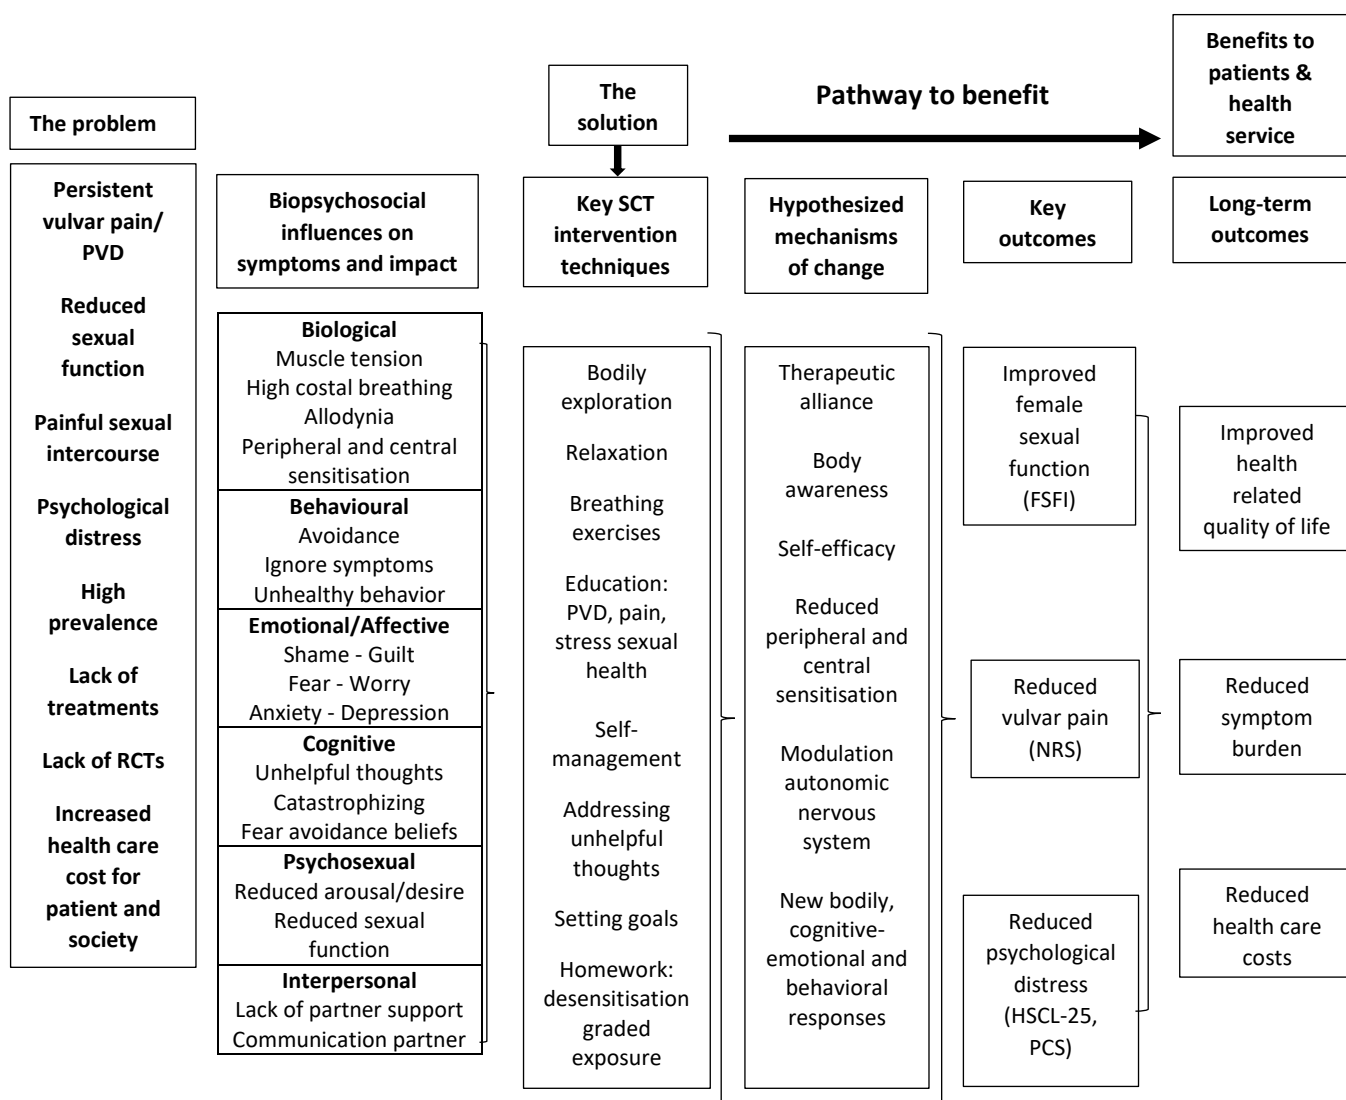 The problem
Persistent
vulvar pain/
PVD
Reduced
sexual
function
Painful sexual
intercourse
Psychological
distress
High
prevalence
Lack of
treatments
Lack of RCTs
Increased
health care
cost for
patient and
society
Biopsychosocial
influences on
symptoms and impact
Biological
Muscle tension
High costal breathing
Allodynia
Peripheral and central
sensitisation
Behavioural
Avoidance
Ignore symptoms
Unhealthy behavior
Emotional/Affective
Shame - Guilt
Fear - Worry
Anxiety - Depression
Cognitive
Unhelpful thoughts
Catastrophizing
Fear avoidance beliefs
Psychosexual
Reduced arousal/desire
Reduced sexual
function
Interpersonal
Lack of partner support
Communication partner
The
solution
Key SCT
intervention
techniques
Bodily
exploration
Relaxation
Breathing
exercises
Education:
PVD, pain,
stress sexual
health
Self-
management
Addressing
unhelpful
thoughts
Setting goals
Homework:
desensitisation
graded
exposure
Pathway to benefit
Hypothesized
mechanisms
of change
Therapeutic
alliance
Body
awareness
Self-efficacy
Reduced
peripheral and
central
sensitisation
Modulation
autonomic
nervous
system
New bodily,
cognitive-
emotional and
behavioral
responses
Key
outcomes
Improved
female
sexual
function
(FSFI)
Reduced
vulvar pain
(NRS)
Reduced
psychological
distress
(HSCL-25,
PCS)
Benefits to
patients &
health
service
Long-term
outcomes
Improved
health
related
quality of life
Reduced
symptom
burden
Reduced
health care
costs